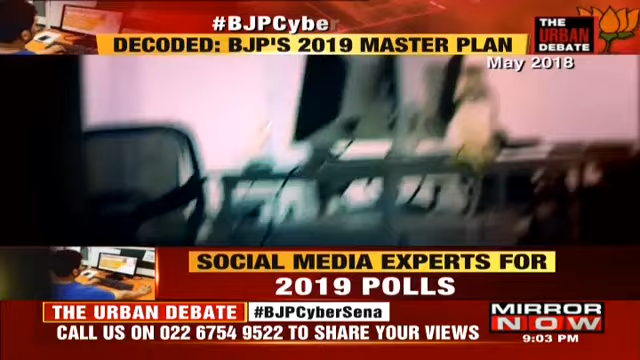 #BJPCybe
DECODED: BJP'S 2019 MASTER PLAN
THE URBAN DEBATE
May 2018
SOCIAL MEDIA EXPERTS FOR
2019 POLLS
THE URBAN DEBATE
#BJPCyberSena
CALL US ON 022 6754 9522 TO SHARE YOUR VIEWS
MIRROR
NOW
9:03 PM